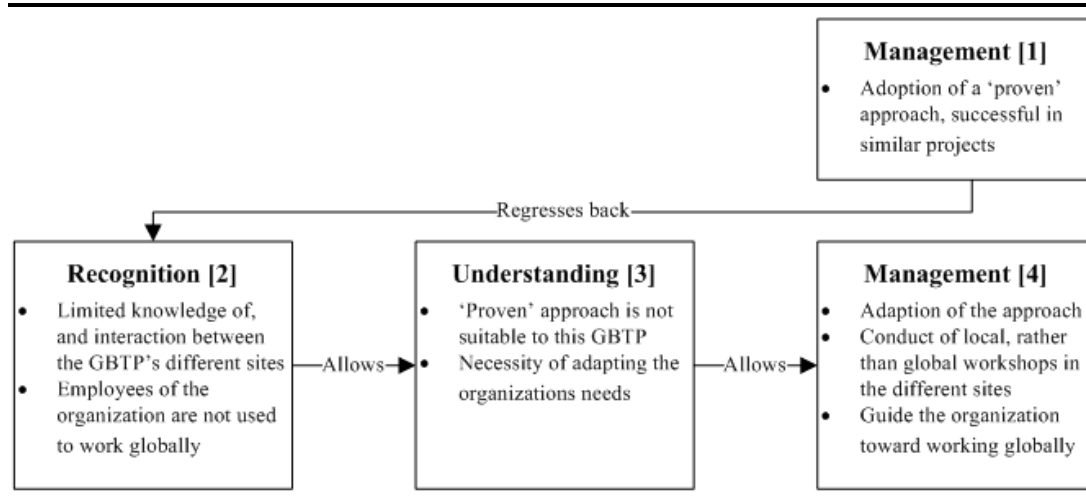 Management [1]
• Adoption of a ‘proven’
approach, successful in
similar projects
Regresses back
Recognition [2]
• Limited knowledge of,
and interaction between
the GBTP’s different sites
• Employees of the
organization are not used
to work globally
Allows
Understanding [3]
• ‘Proven’ approach is not
suitable to this GBTP
• Necessity of adapting the
organizations needs
Allows
Management [4]
• Adaption of the approach
• Conduct of local, rather
than global workshops in
the different sites
• Guide the organization
toward working globally